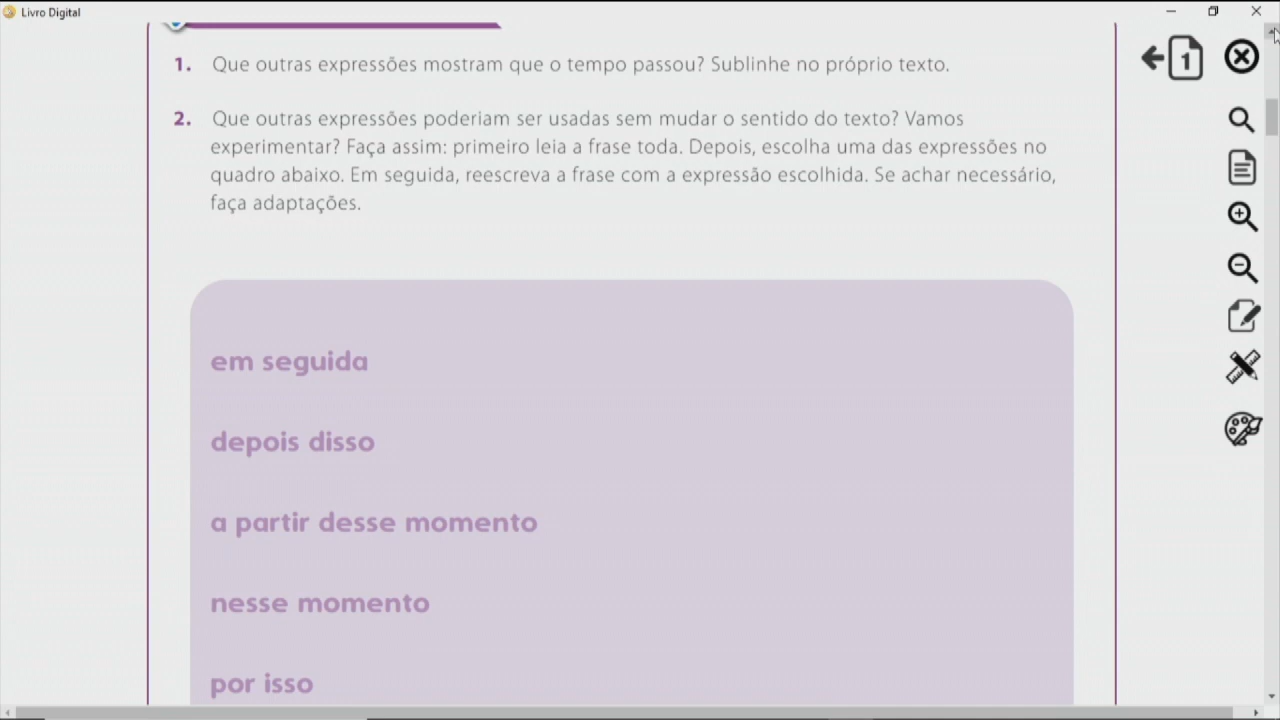 Livro Digital
1. Que outras expressões mostram que o tempo passou? Sublinhe no próprio texto.
2. Que outras expressões poderiam ser usadas sem mudar o sentido do texto? Vamos
experimentar? Faça assim: primeiro leia a frase toda. Depois, escolha uma das expressões no
quadro abaixo. Em seguida, reescreva a frase com a expressão escolhida. Se achar necessário,
faça adaptações.
em seguida
depois disso
a partir desse momento
nesse momento
por isso
1